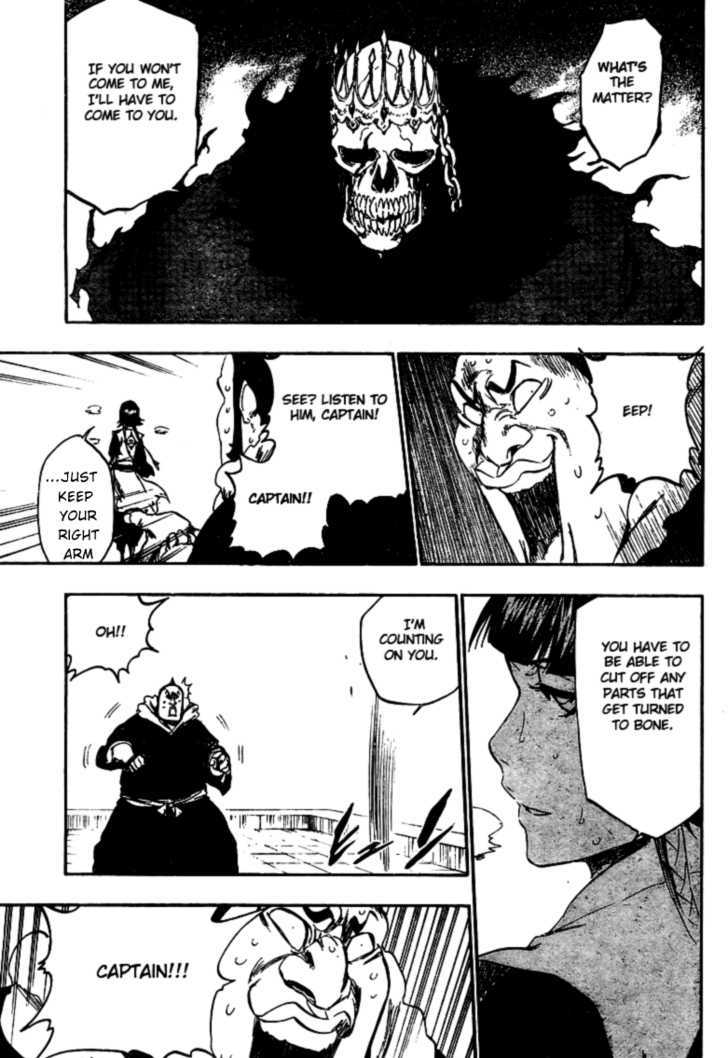 WHAT'S
THE
MATTER?
IF YOU WON'T
COME TO ME,
I'LL HAVE TO
COME TO YOU.
EEP!
SEE? LISTEN TO
HIM, CAPTAIN!
CAPTAIN!!
...JUST
KEEP
YOUR
RIGHT
ARM
YOU HAVE TO
BE ABLE TO
CUT OFF ANY
PARTS THAT
GET TURNED
TO BONE.
I'M
COUNTING
ON YOU.
OH!!
CAPTAIN!!!